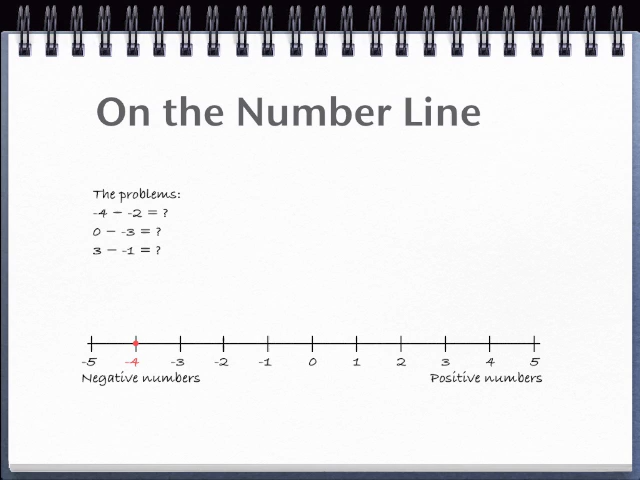 On the Number Line
The problems:
-4 – -2 = ?
0 – -3 = ?
3 – -1 = ?
-5 -4 -3 -2 -1 0 1 2 3 4 5
Negative numbers Positive numbers